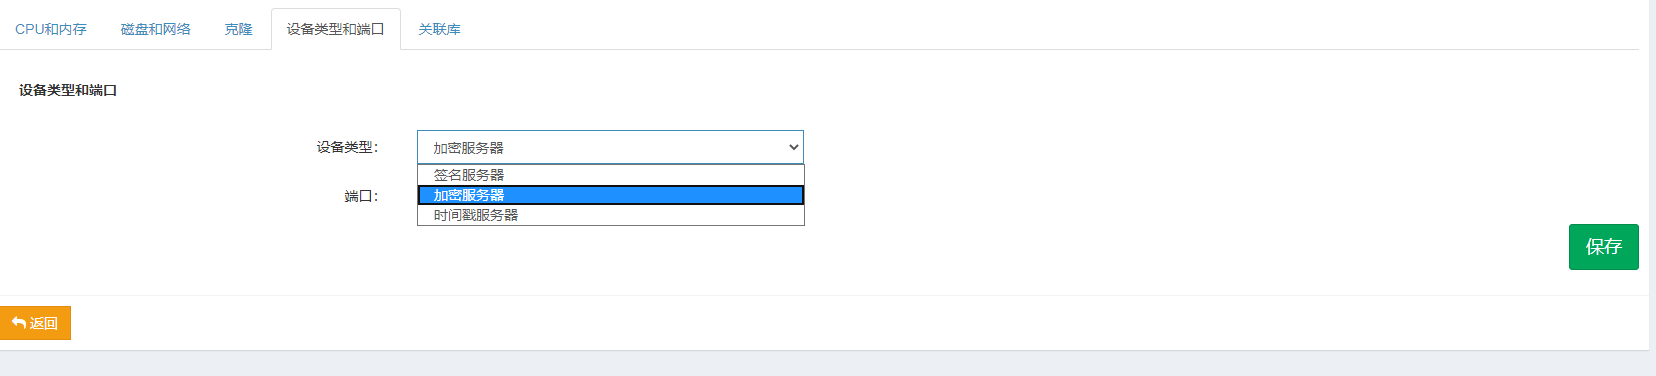 CPU和内存 磁盘和网络 克隆 设备类型和端口 关联库
设备类型和端口
设备类型: 加密服务器
签名服务器
端口: 加密服务器
时间戳服务器
保存
返回